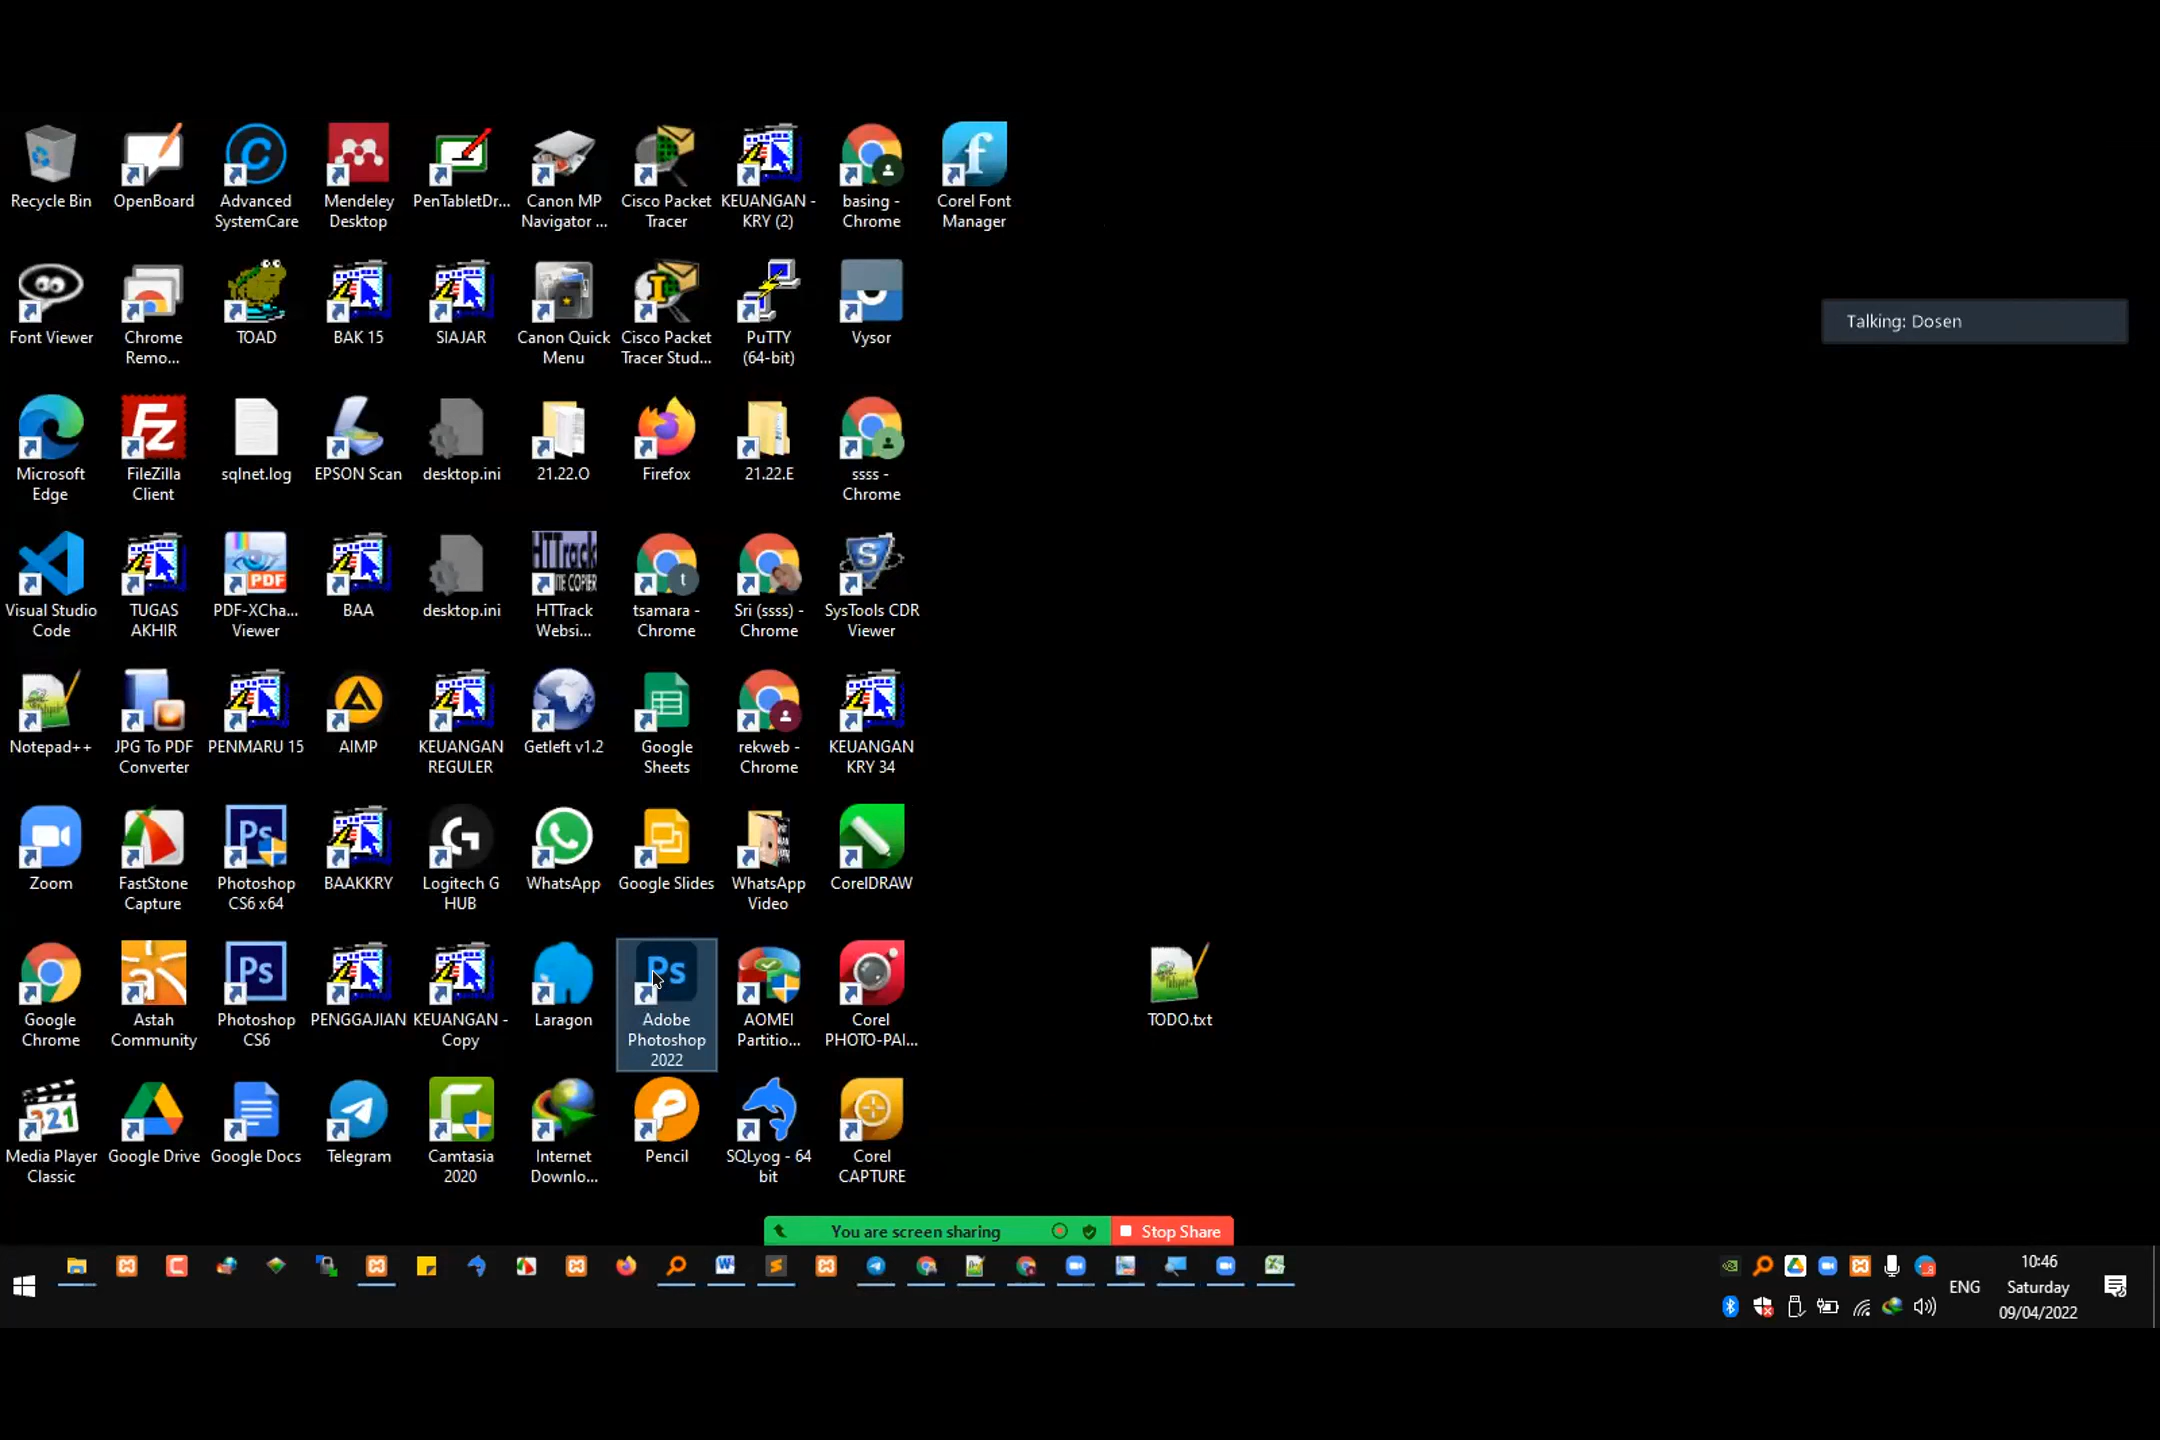 Recycle Bin
OpenBoard
Advanced
SystemCare
Mendeley
Desktop
PenTabletDr...
Canon MP
Navigator ...
Cisco Packet
Tracer
KEUANGAN -
KRY (2)
basing -
Chrome
Corel Font
Manager
Font Viewer
Chrome
Remo...
TOAD
BAK 15
SIAJAR
Canon Quick
Menu
Cisco Packet
Tracer Stud...
PuTTY
(64-bit)
Vysor
Talking: Dosen
Microsoft
Edge
FileZilla
Client
sqlnet.log
EPSON Scan
desktop.ini
21.22.O
Firefox
21.22.E
ssss -
Chrome
Visual Studio
Code
TUGAS
AKHIR
PDF
PDF-XCha...
Viewer
BAA
desktop.ini
HTTrack
Websi...
tsamara -
Chrome
Sri (ssss) -
Chrome
SysTools CDR
Viewer
Notepad++
JPG To PDF
Converter
PENMARU 15
AIMP
KEUANGAN
REGULER
Getleft v1.2
Google
Sheets
rekweb -
Chrome
KEUANGAN
KRY 34
Zoom
FastStone
Capture
Ps
Photoshop
CS6 x64
BAAKKRY
Logitech G
HUB
WhatsApp
Google Slides
WhatsApp
Video
CorelDRAW
Google
Chrome
Astah
Community
Ps
Photoshop
CS6
PENGGAJIAN
KEUANGAN -
Copy
Laragon
Ps
Adobe
Photoshop
2022
AOMEI
Partitio...
Corel
PHOTO-PAI...
TODO.txt
321
Media Player
Classic
Google Drive
Google Docs
Telegram
Camtasia
2020
Internet
Downlo...
Pencil
SQLyog - 64
bit
Corel
CAPTURE
You are screen sharing
Stop Share
ENG
10:46
Saturday
09/04/2022